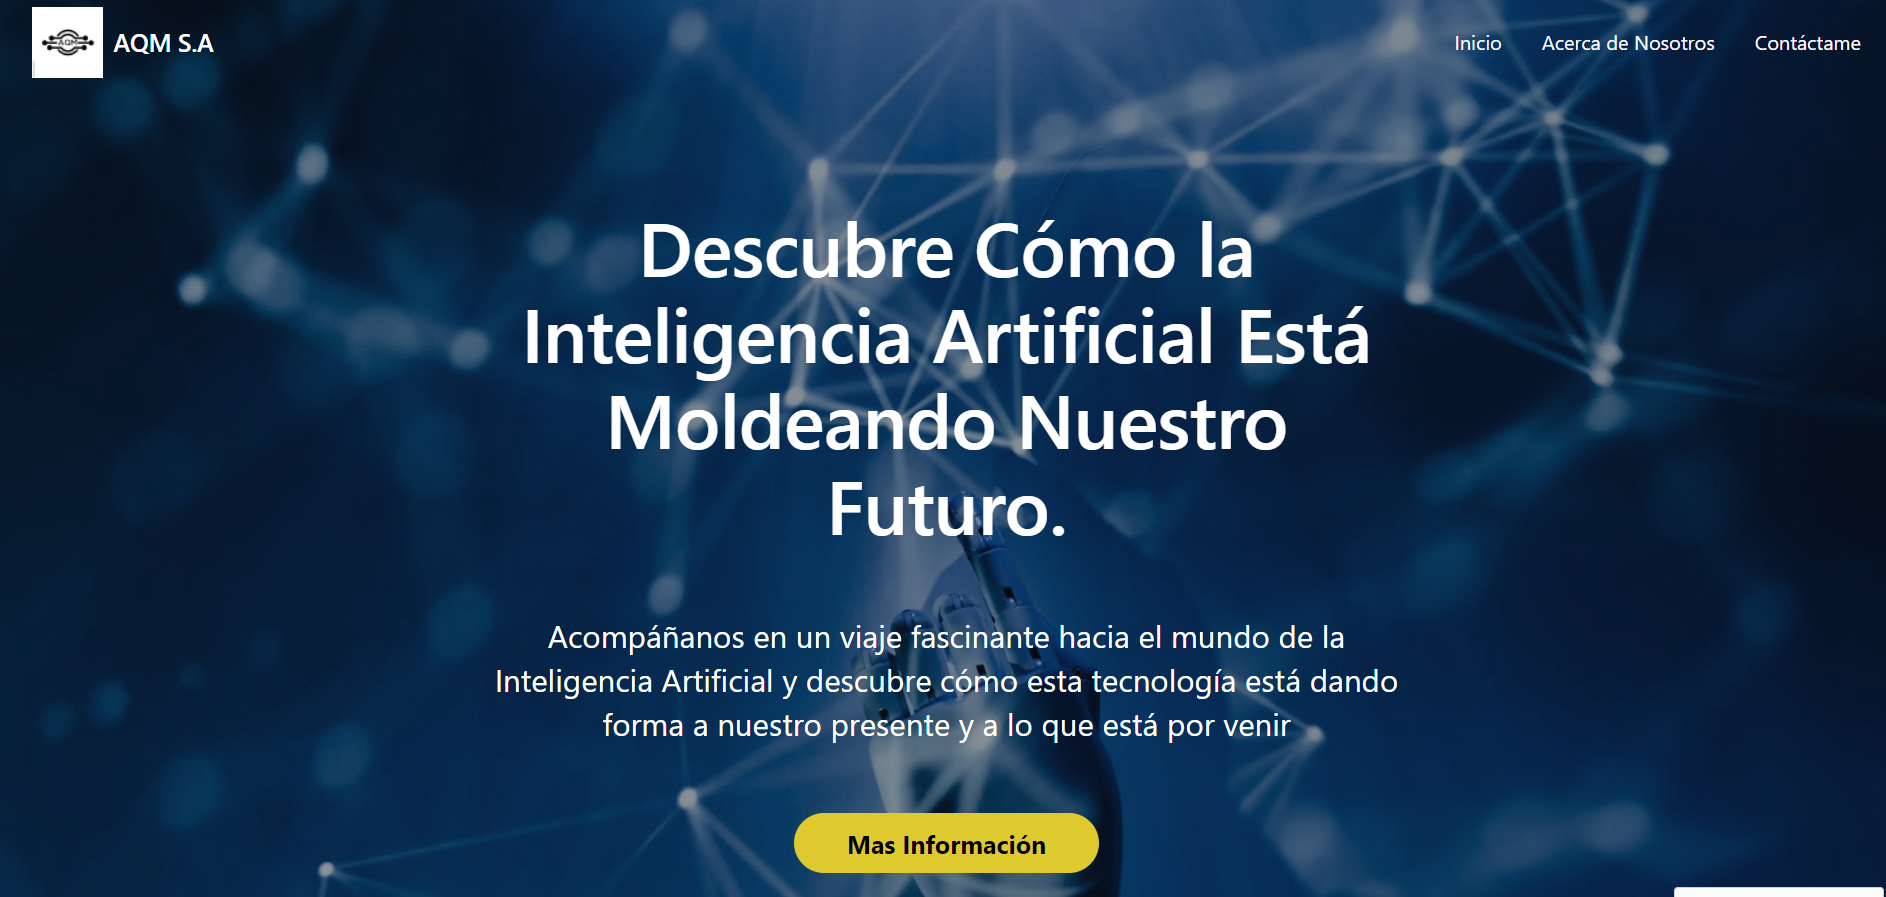 AQM
AQM S.A
Inicio
Acerca de Nosotros
Contáctame
Descubre Cómo la
Inteligencia Artificial Está
Moldeando Nuestro
Futuro.
Acompáñanos en un viaje fascinante hacia el mundo de la
Inteligencia Artificial y descubre cómo esta tecnología está dando
forma a nuestro presente y a lo que está por venir
Mas Información